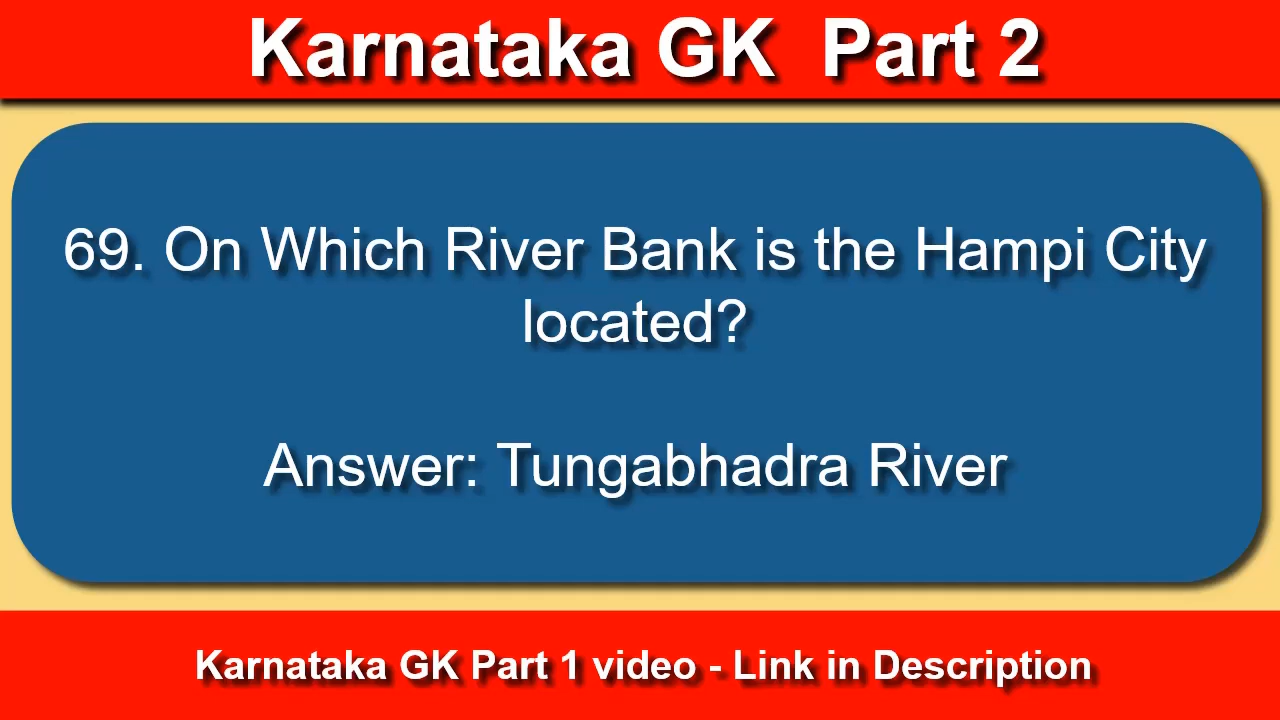 Karnataka GK Part 2
69. On Which River Bank is the Hampi City
located?
Answer: Tungabhadra River
Karnataka GK Part 1 video - Link in Description